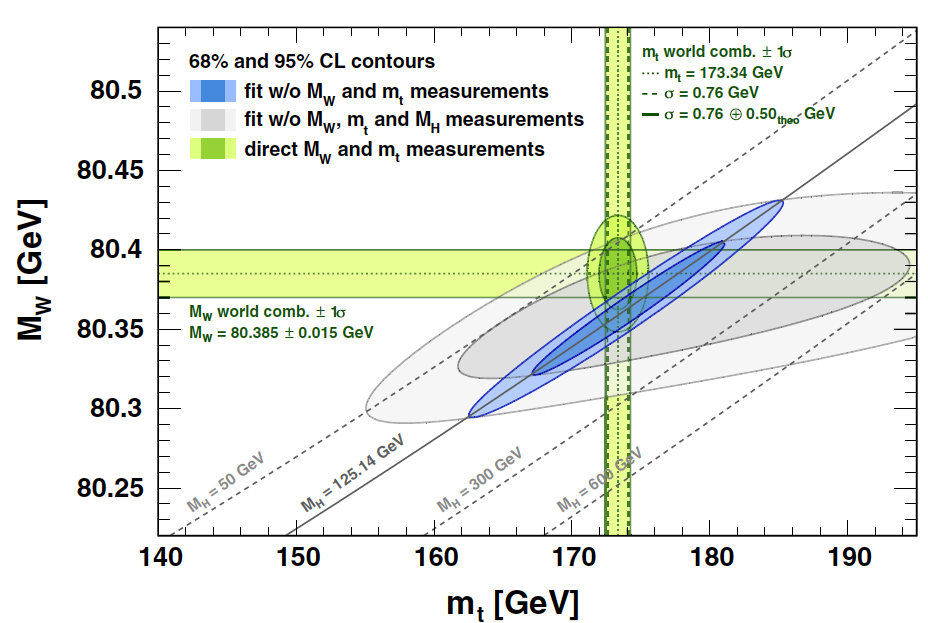 68% and 95% CL contours
fit w/o M_W and m_t measurements
fit w/o M_W, m_t and M_H measurements
direct M_W and m_t measurements
m_t world comb. ± 1σ
m_t = 173.34 GeV
σ = 0.76 GeV
σ = 0.76 ⊕ 0.50_theo GeV
M_W world comb. ± 1σ
M_W = 80.385 ± 0.015 GeV
M_H = 50 GeV
M_H = 125.14 GeV
M_H = 300 GeV
M_H = 600 GeV
M_W [GeV]
80.5
80.45
80.4
80.35
80.3
80.25
140 150 160 170 180 190
m_t [GeV]